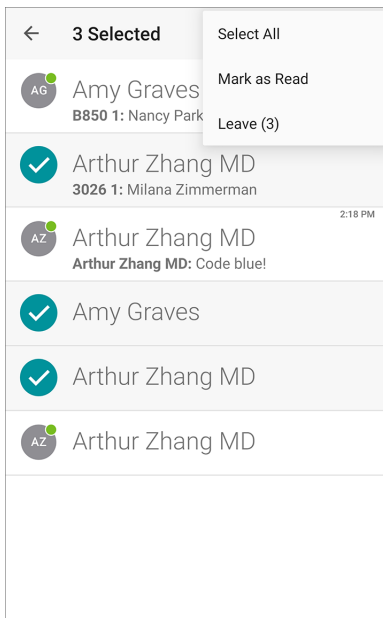 3 Selected
Select All
Mark as Read
Leave (3)
AG
Amy Graves
B850 1: Nancy Park
Arthur Zhang MD
3026 1: Milana Zimmerman
2:18 PM
AZ
Arthur Zhang MD
Arthur Zhang MD: Code blue!
Amy Graves
Arthur Zhang MD
AZ
Arthur Zhang MD